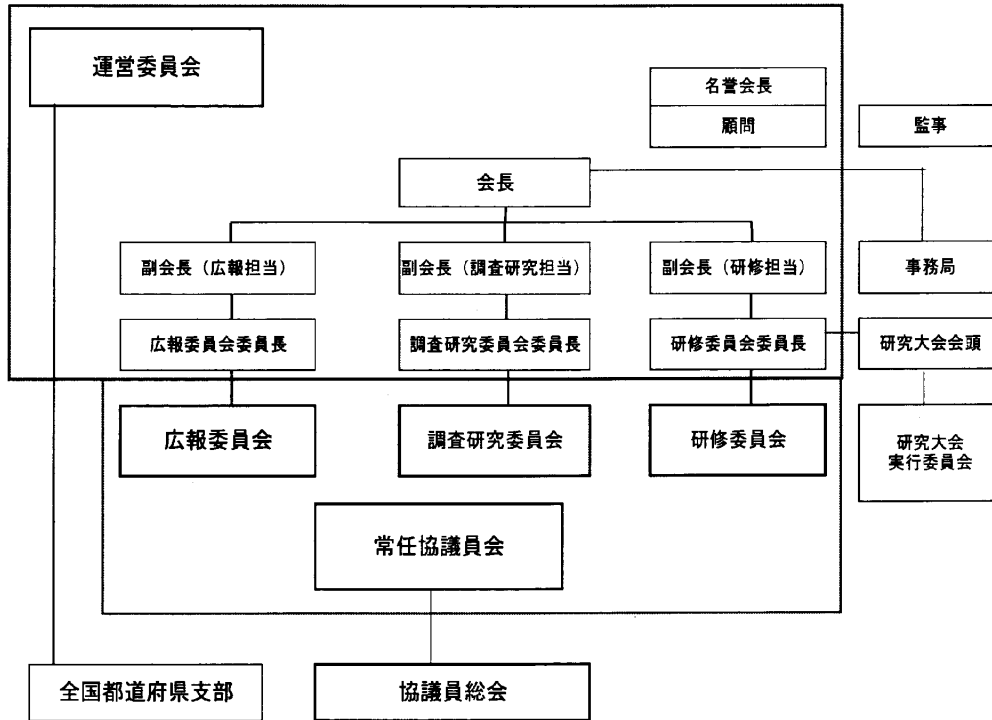 運営委員会
名誉会長
顧問
監事
会長
副会長（広報担当）
副会長（調査研究担当）
副会長（研修担当）
事務局
広報委員会委員長
調査研究委員会委員長
研修委員会委員長
研究大会会頭
広報委員会
調査研究委員会
研修委員会
研究大会
実行委員会
常任協議員会
全国都道府県支部
協議員総会